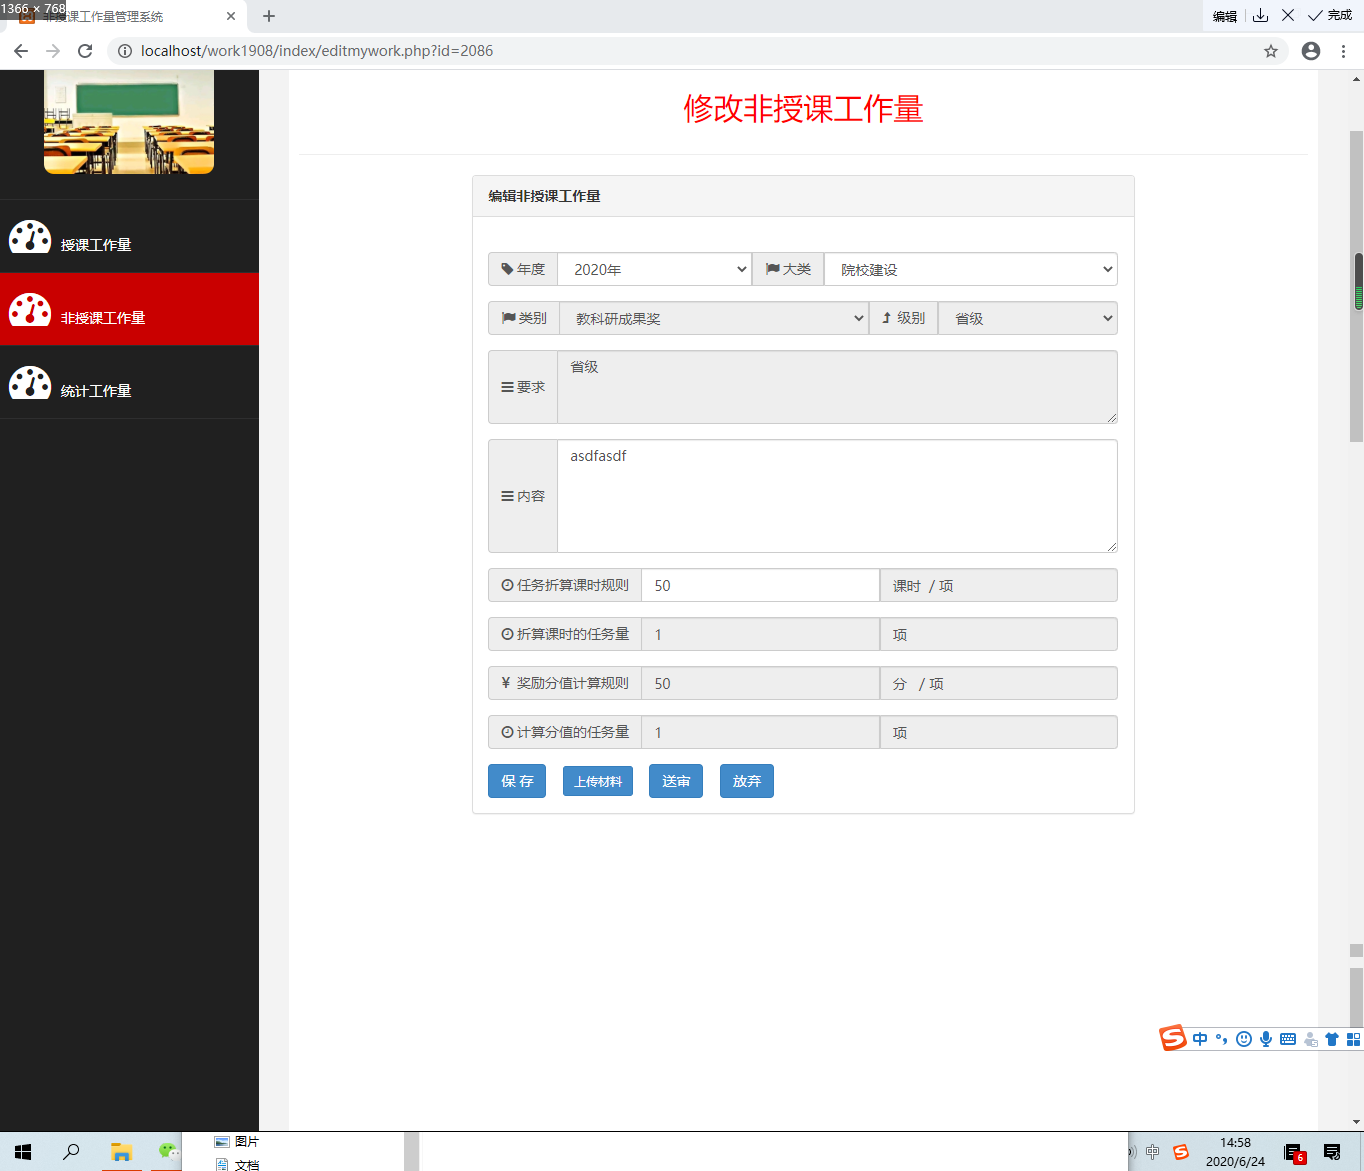 1366 × 768
非授课工作量管理系统
编辑
完成
localhost/work1908/index/editmywork.php?id=2086
修改非授课工作量
编辑非授课工作量
授课工作量
非授课工作量
统计工作量
年度 2020年 大类 院校建设
类别 教科研成果奖 级别 省级
要求 省级
内容 asdfasdf
任务折算课时规则 50 课时 / 项
折算课时的任务量 1 项
¥ 奖励分值计算规则 50 分 / 项
计算分值的任务量 1 项
保 存 上传材料 送审 放弃
中
图片
文档
中
14:58
2020/6/24
6